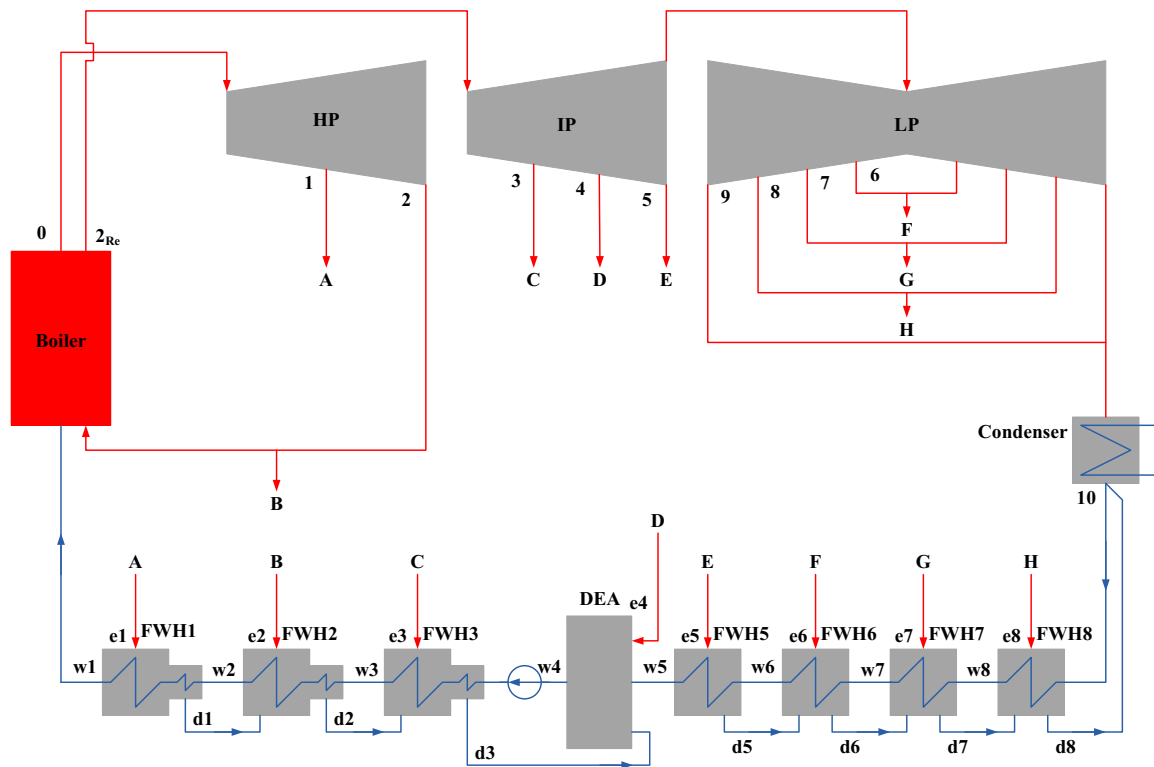 HP
IP
LP
1
2
3
4
5
9
8
7
6
0
2Re
F
A
C
D
E
G
H
Boiler
Condenser
10
B
D
A
B
C
E
F
G
H
DEA
e4
e1
FWH1
e2
FWH2
e3
FWH3
e5
FWH5
e6
FWH6
e7
FWH7
e8
FWH8
w1
w2
w3
w4
w5
w6
w7
w8
d1
d2
d3
d5
d6
d7
d8